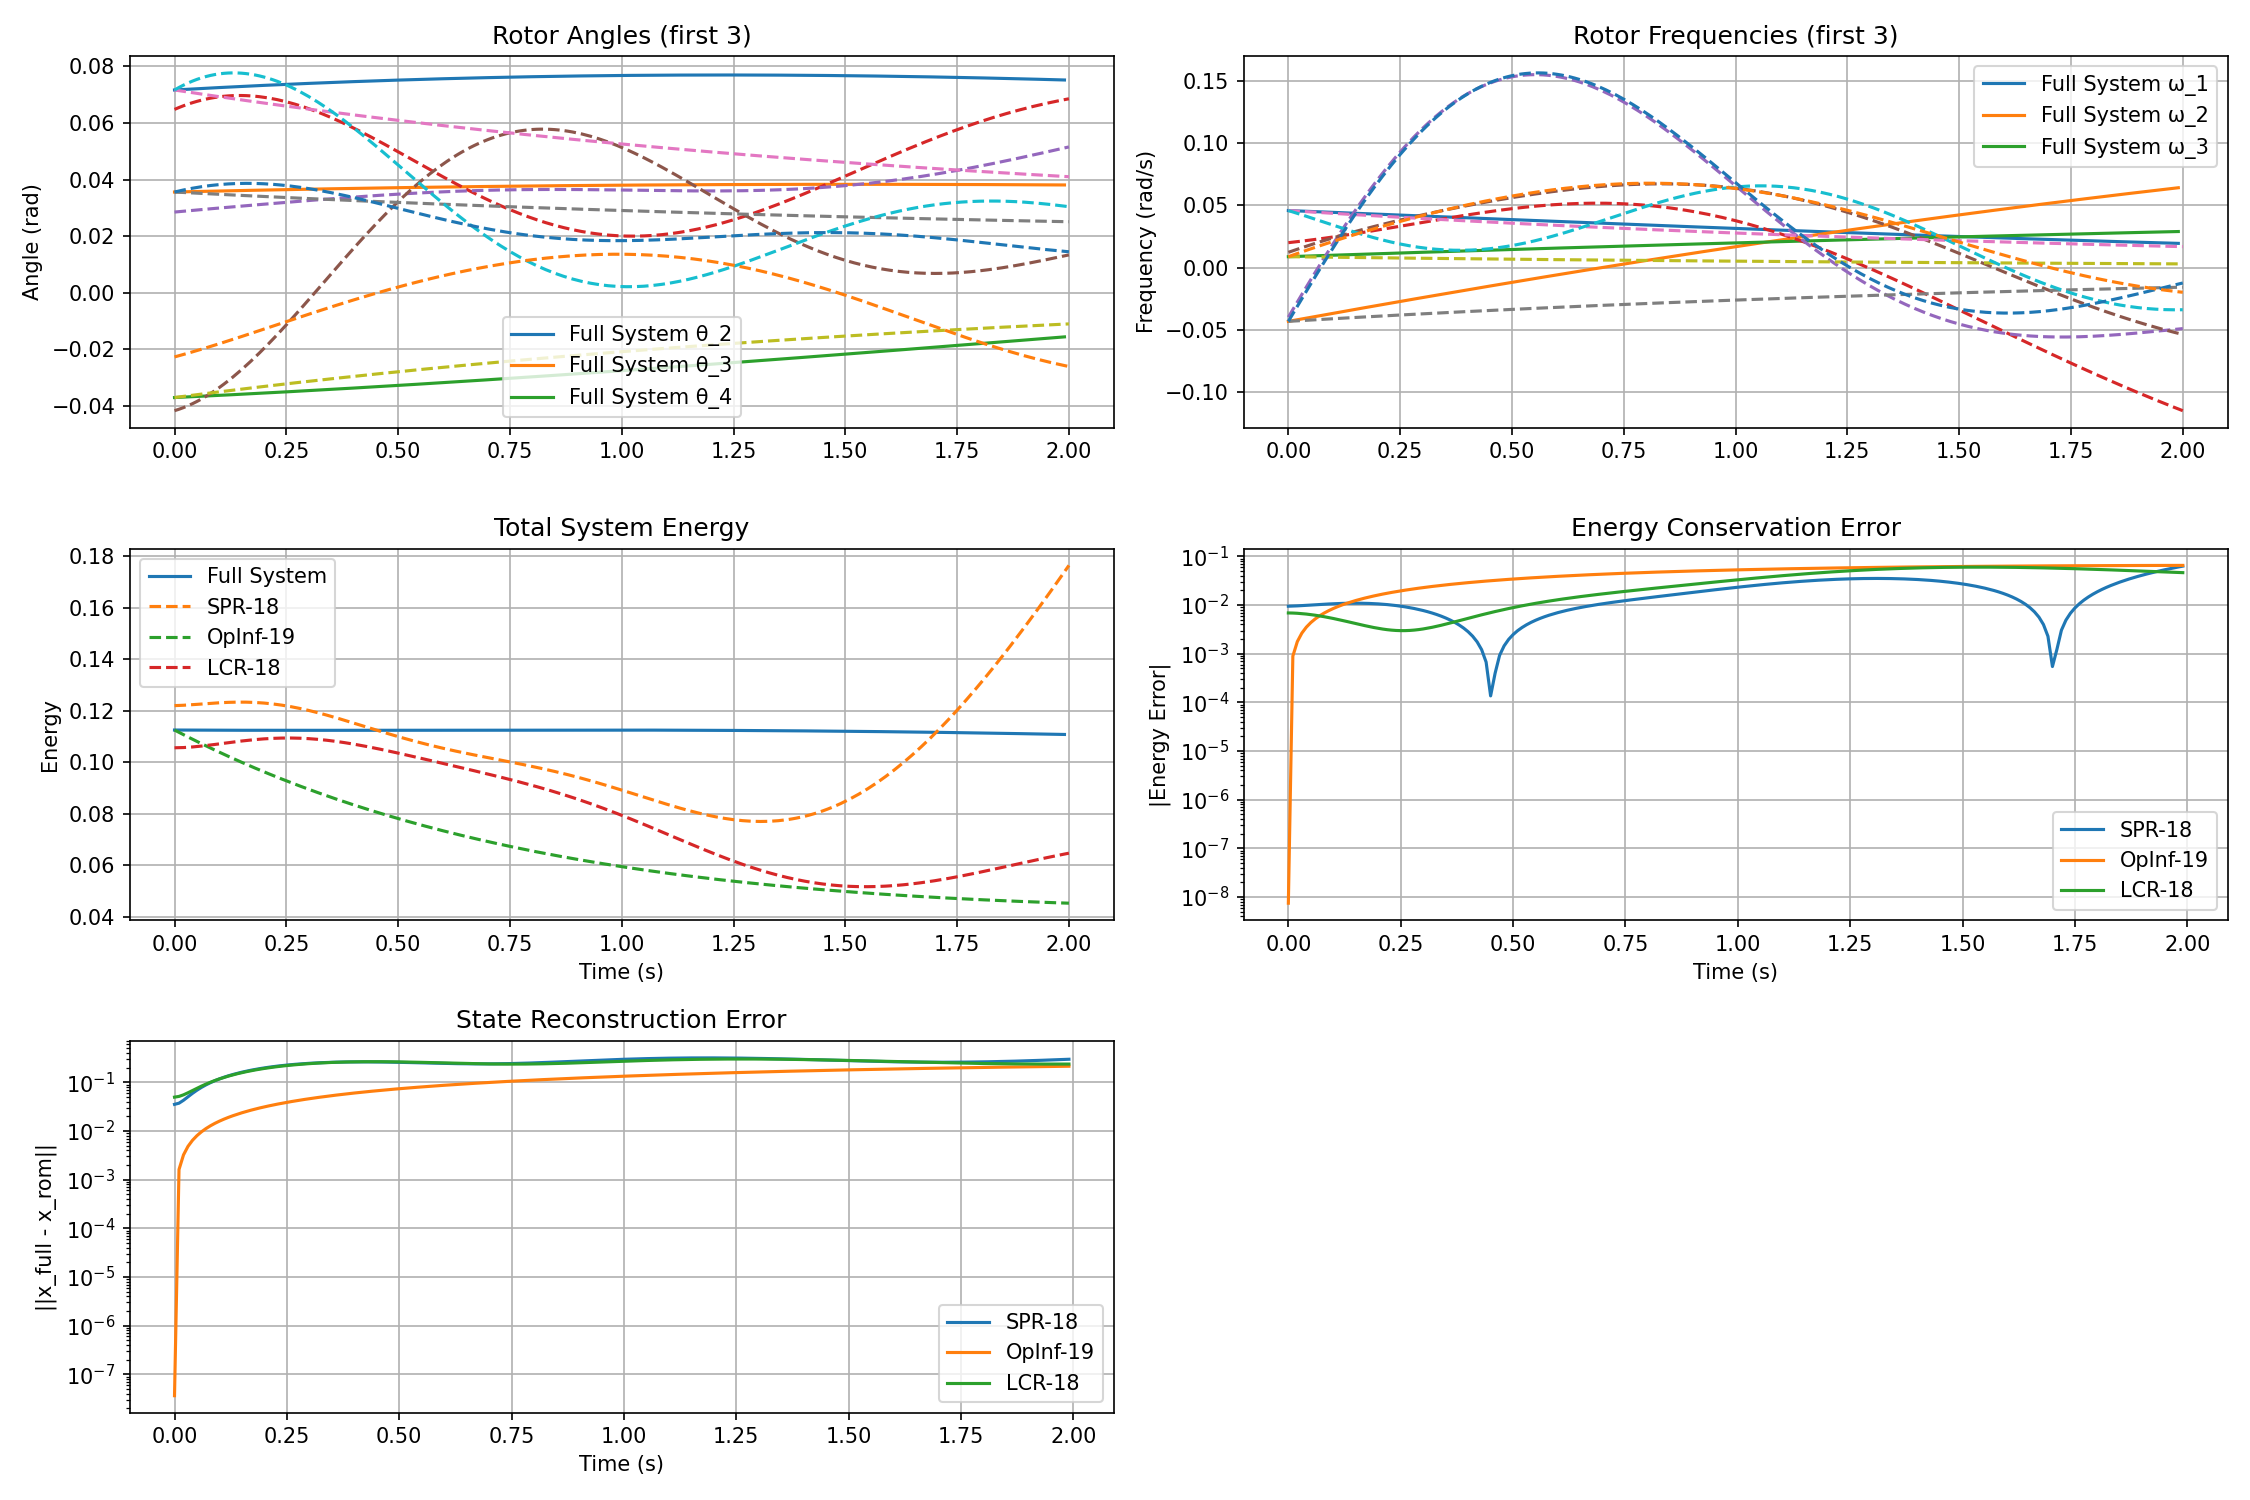 Rotor Angles (first 3)
Angle (rad)
0.08
0.06
0.04
0.02
0.00
−0.02
−0.04
Full System θ_2
Full System θ_3
Full System θ_4
0.00 0.25 0.50 0.75 1.00 1.25 1.50 1.75 2.00
Rotor Frequencies (first 3)
Frequency (rad/s)
0.15
0.10
0.05
0.00
−0.05
−0.10
Full System ω_1
Full System ω_2
Full System ω_3
0.00 0.25 0.50 0.75 1.00 1.25 1.50 1.75 2.00
Total System Energy
Energy
0.18
0.16
0.14
0.12
0.10
0.08
0.06
0.04
Full System
SPR-18
OpInf-19
LCR-18
0.00 0.25 0.50 0.75 1.00 1.25 1.50 1.75 2.00
Time (s)
Energy Conservation Error
|Energy Error|
10⁻¹
10⁻²
10⁻³
10⁻⁴
10⁻⁵
10⁻⁶
10⁻⁷
10⁻⁸
SPR-18
OpInf-19
LCR-18
0.00 0.25 0.50 0.75 1.00 1.25 1.50 1.75 2.00
Time (s)
State Reconstruction Error
||x_full - x_rom||
10⁻¹
10⁻²
10⁻³
10⁻⁴
10⁻⁵
10⁻⁶
10⁻⁷
SPR-18
OpInf-19
LCR-18
0.00 0.25 0.50 0.75 1.00 1.25 1.50 1.75 2.00
Time (s)